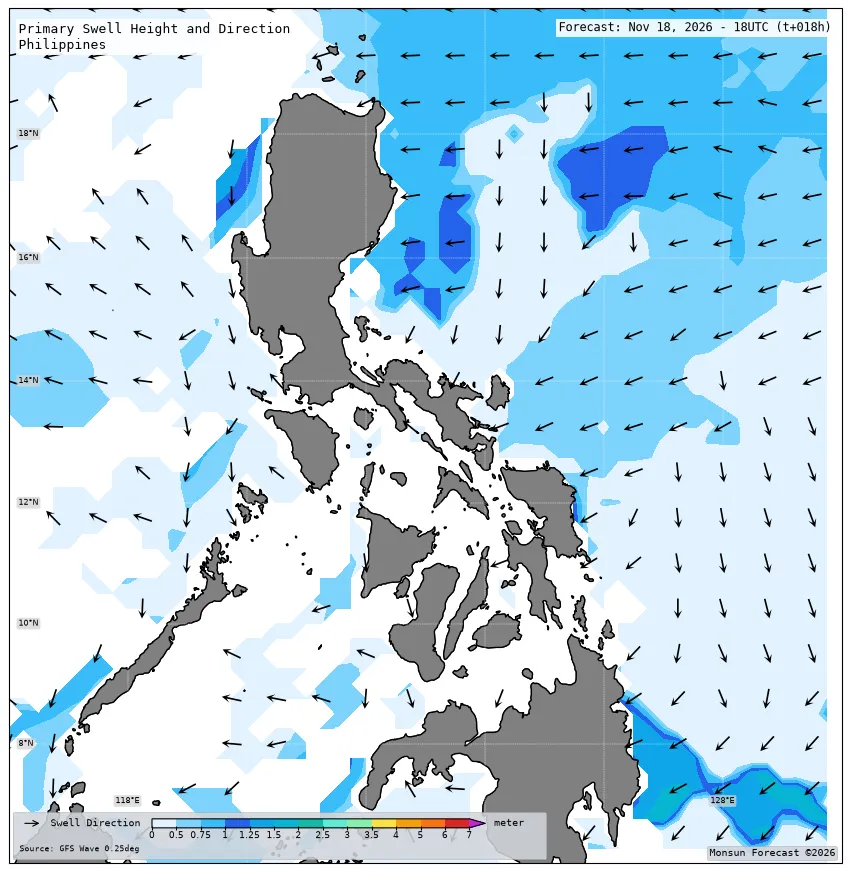 Primary Swell Height and Direction
Philippines
Forecast: Nov 18, 2026 - 18UTC (t+018h)
18°N
16°N
14°N
12°N
10°N
8°N
118°E
128°E
Swell Direction
0 0.5 0.75 1 1.25 1.5 2 2.5 3 3.5 4 5 6 7
meter
Source: GFS Wave 0.25deg
Monsun Forecast ©2026